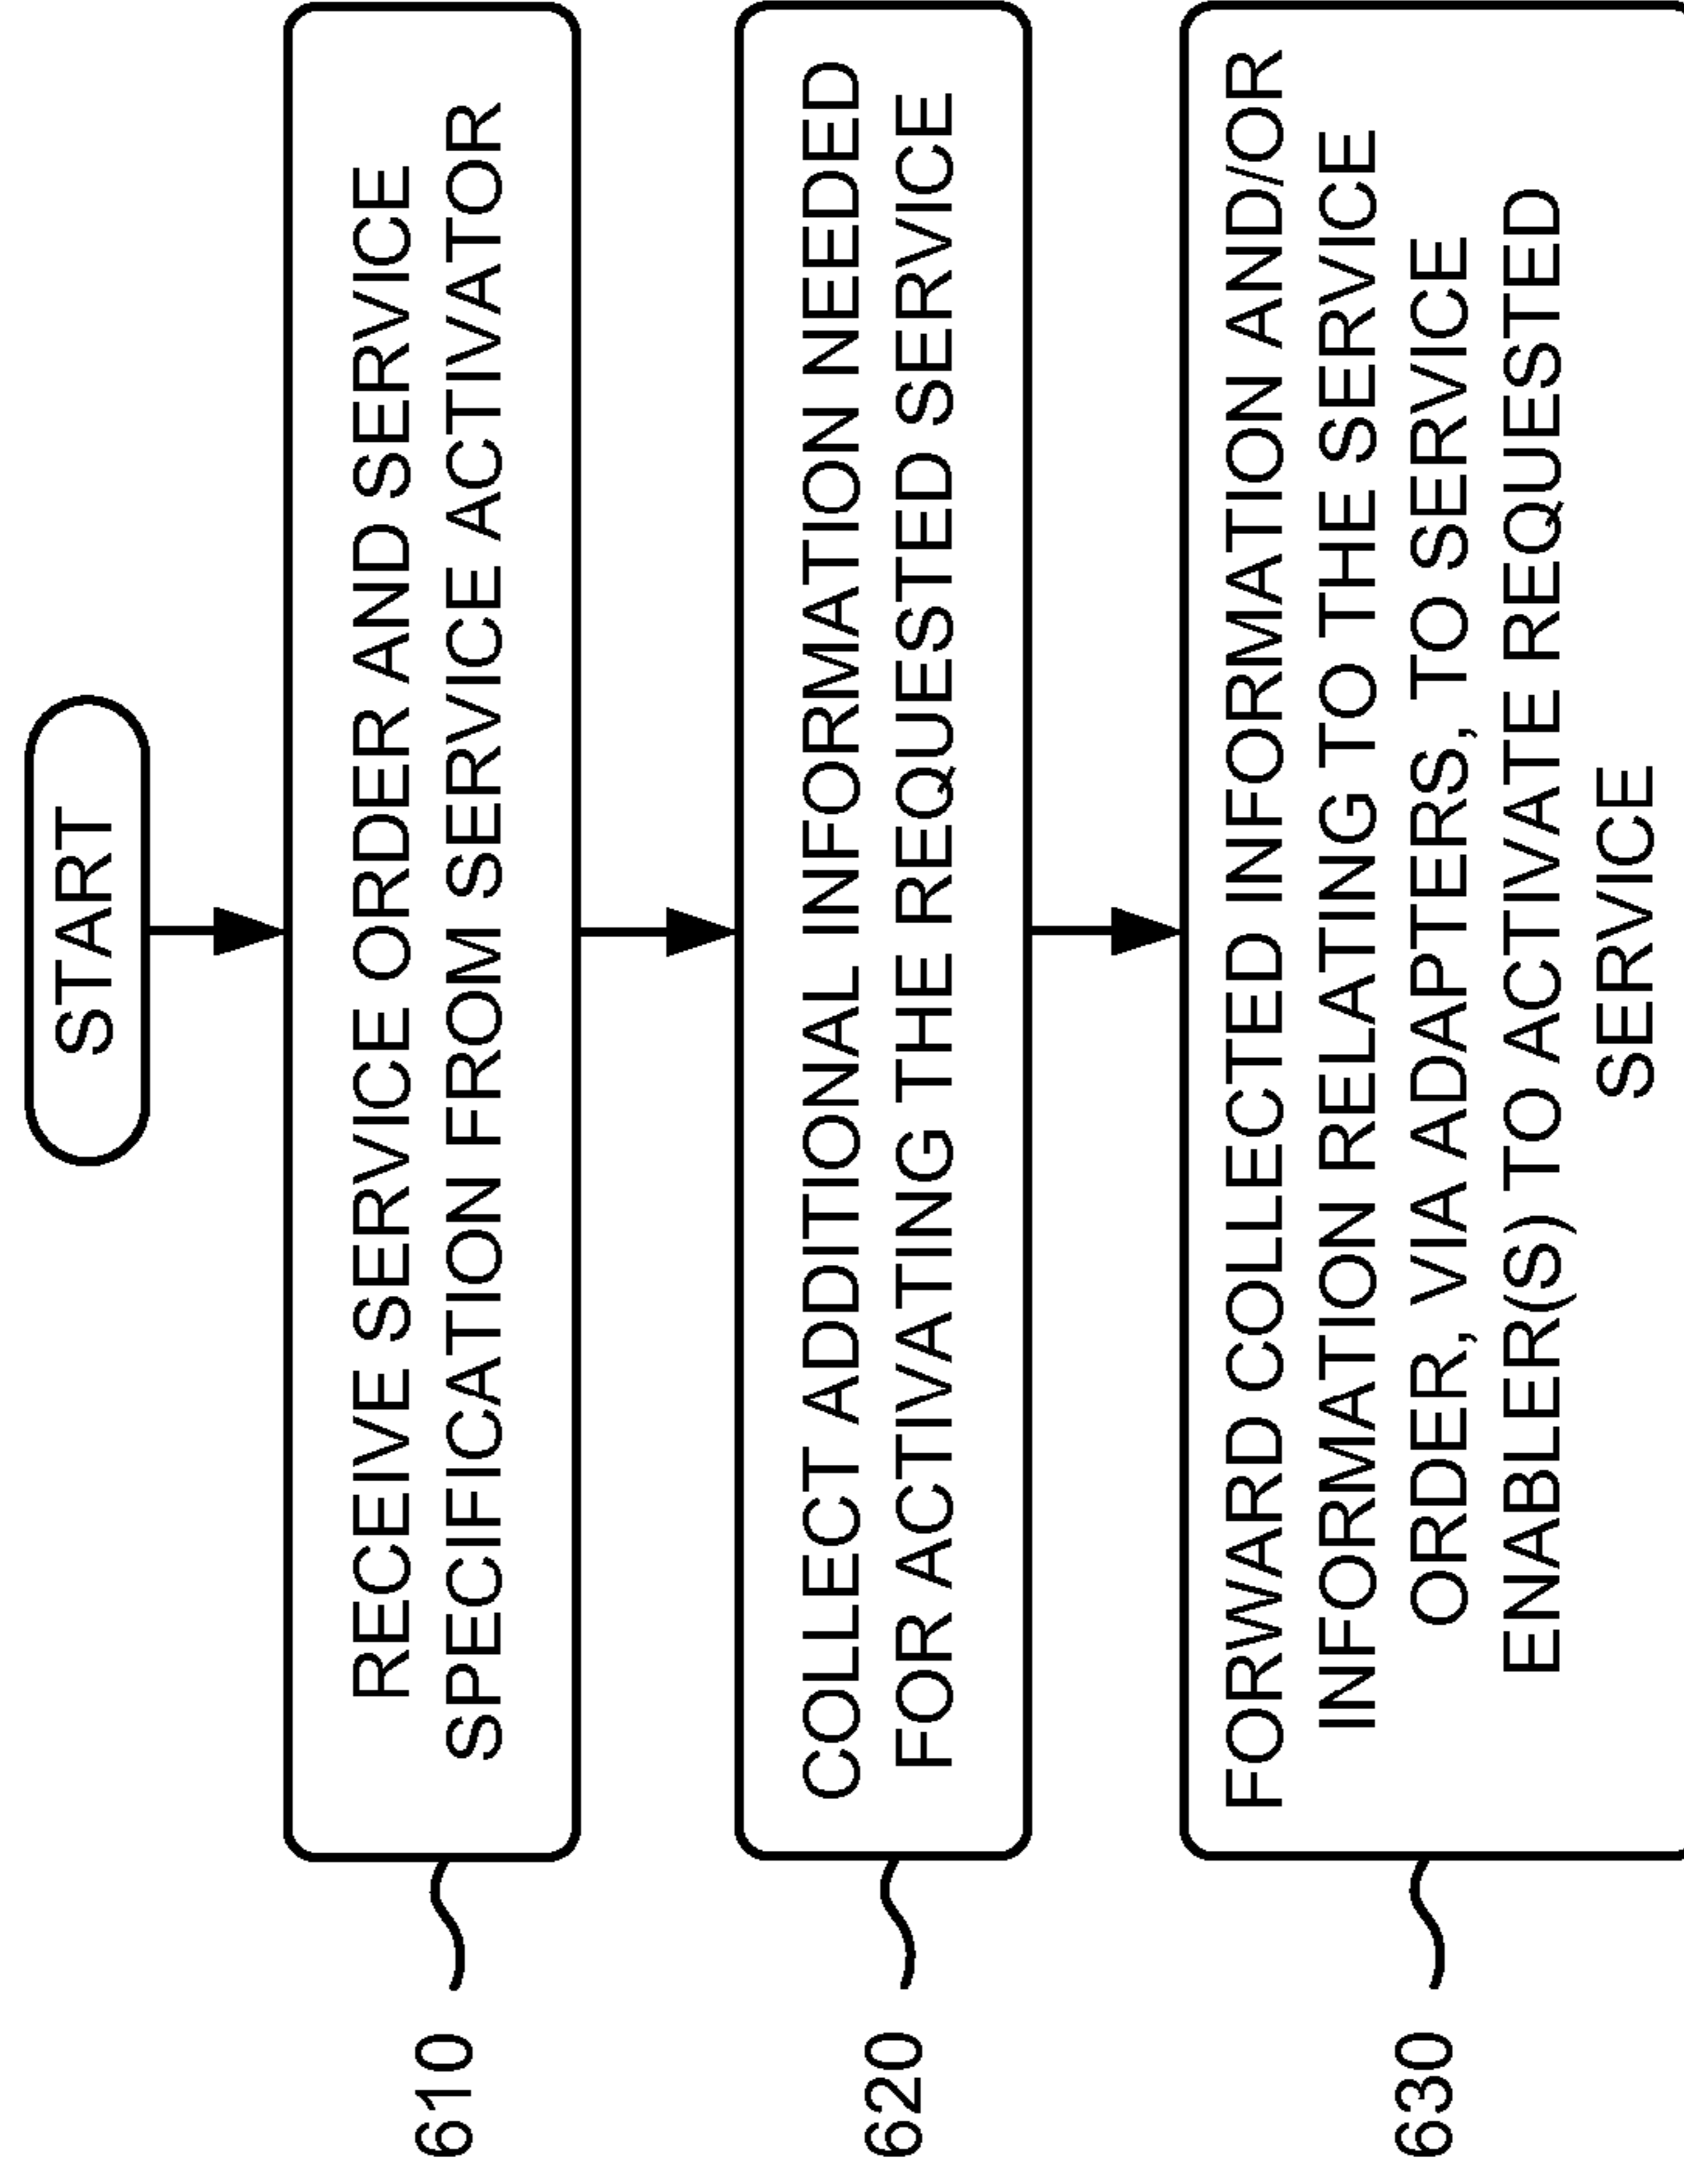 START
610
RECEIVE SERVICE ORDER AND SERVICE
SPECIFICATION FROM SERVICE ACTIVATOR
620
COLLECT ADDITIONAL INFORMATION NEEDED
FOR ACTIVATING THE REQUESTED SERVICE
630
FORWARD COLLECTED INFORMATION AND/OR
INFORMATION RELATING TO THE SERVICE
ORDER, VIA ADAPTERS, TO SERVICE
ENABLER(S) TO ACTIVATE REQUESTED
SERVICE